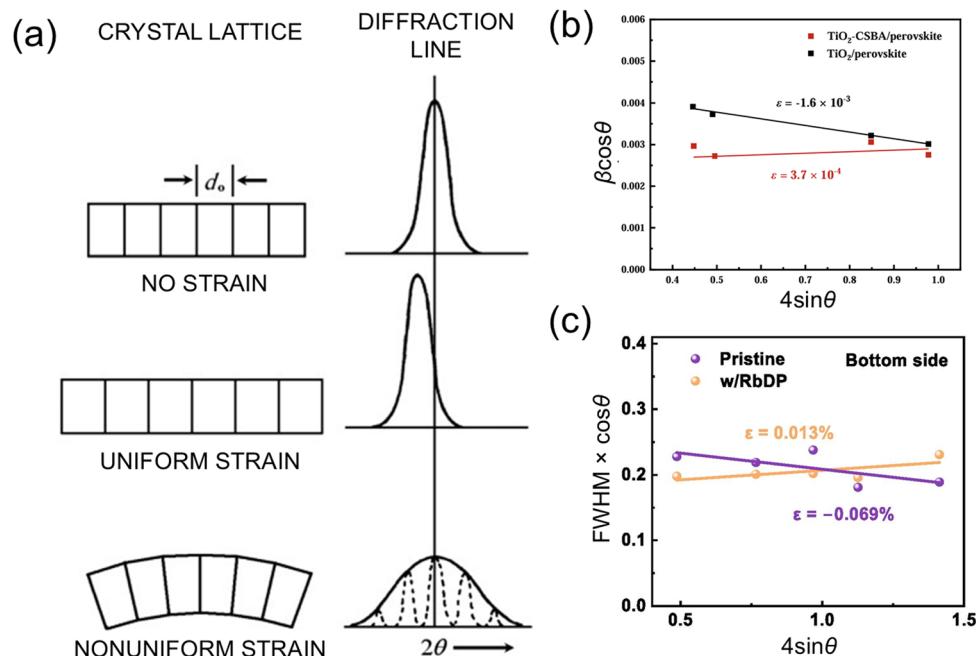 (a)
CRYSTAL LATTICE
DIFFRACTION
LINE
dₒ
NO STRAIN
UNIFORM STRAIN
NONUNIFORM STRAIN
2θ
(b)
0.006
0.005
0.004
0.003
0.002
0.001
0.000
βcosθ
TiO₂-CSBA/perovskite
TiO₂/perovskite
ε = -1.6 × 10⁻³
ε = 3.7 × 10⁻⁴
0.4 0.5 0.6 0.7 0.8 0.9 1.0
4sinθ
(c)
0.4
0.3
0.2
0.1
0.0
FWHM × cosθ
Pristine
w/RbDP
Bottom side
ε = 0.013%
ε = −0.069%
0.5 1.0 1.5
4sinθ